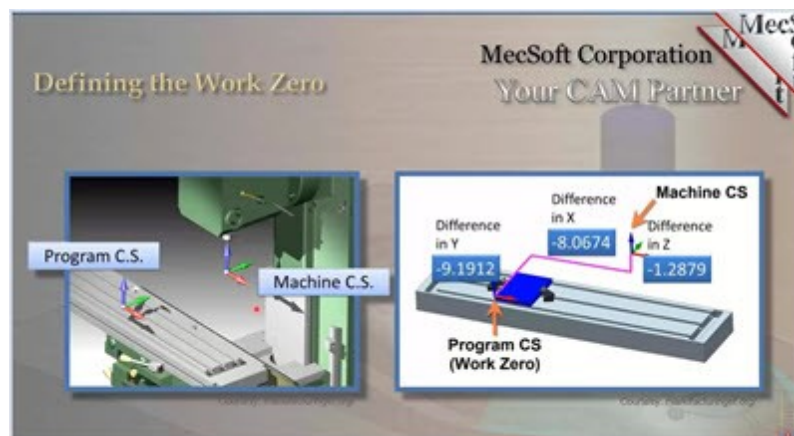 Defining the Work Zero
MecSoft Corporation
Your CAM Partner
MecS
Program C.S.
Machine C.S.
Difference
in Y
-9.1912
Difference
in X
-8.0674
Machine CS
Difference
in Z
-1.2879
Program CS
(Work Zero)